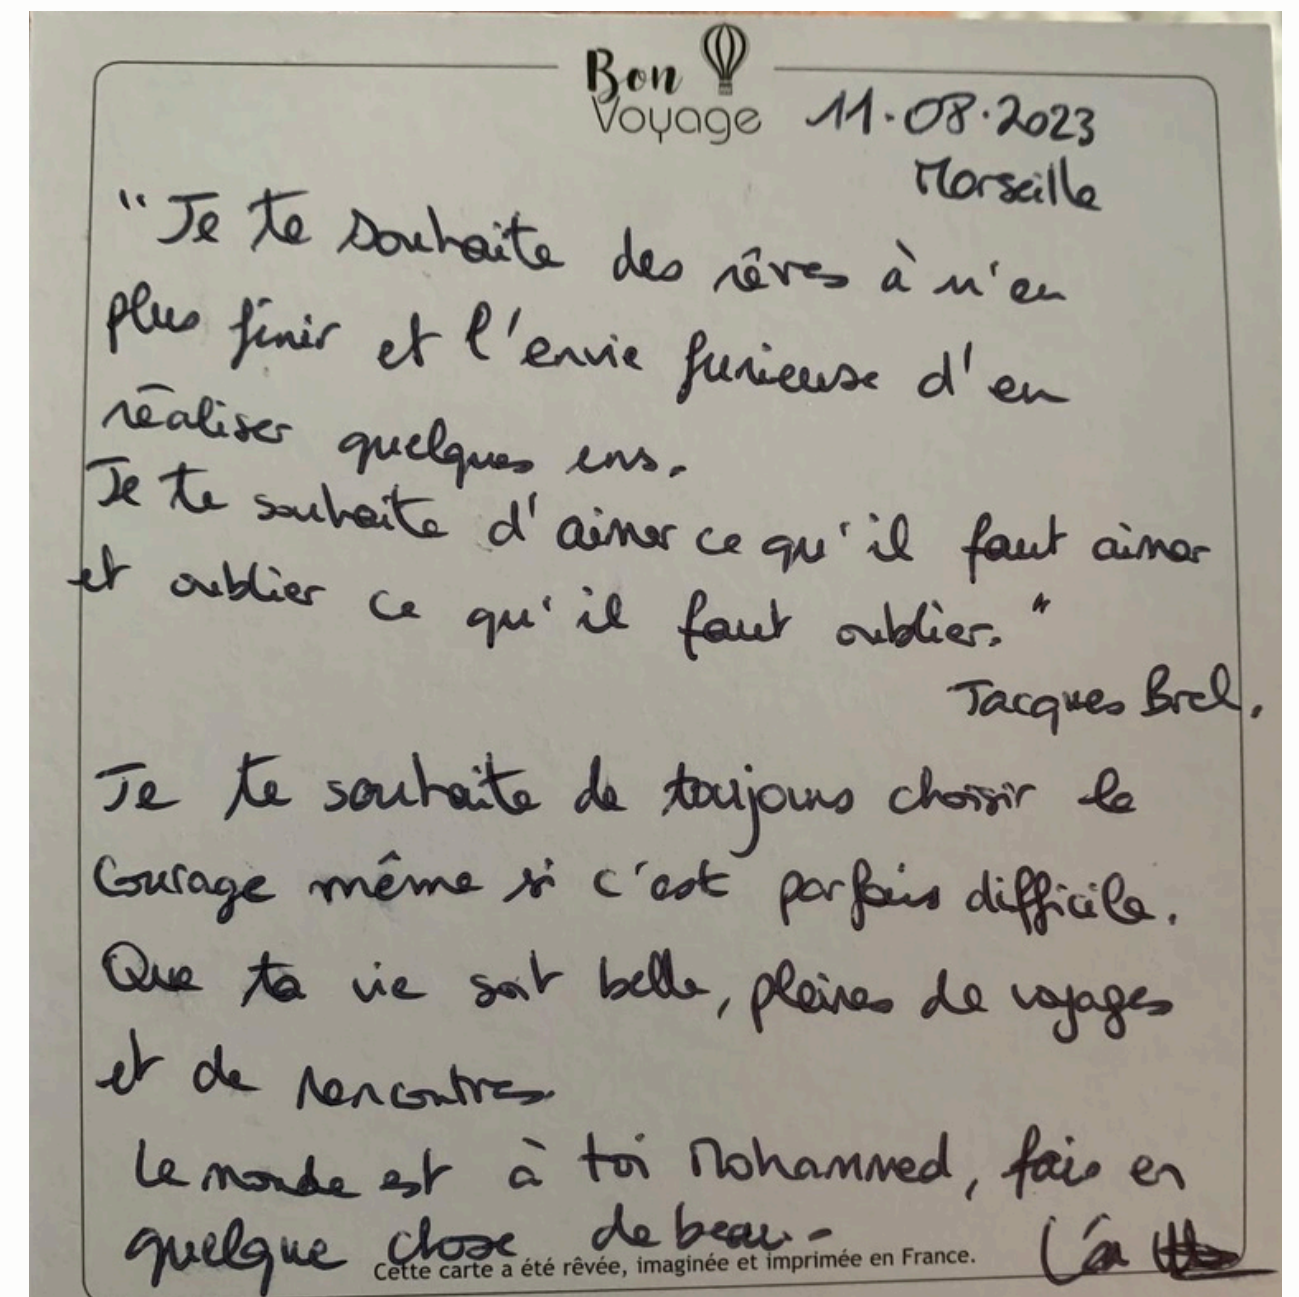 Bon
Voyage
11.08.2023
Marseille
"Je te souhaite des rêves à n'en
plus finir et l'envie furieuse d'en
réaliser quelques uns.
Je te souhaite d'aimer ce qu'il faut aimer
et oublier ce qu'il faut oublier."
Jacques Brel.
Je te souhaite de toujours choisir le
Courage même si c'est parfois difficile.
Que ta vie soit belle, pleines de voyages
et de rencontres.
Le monde est à toi Mohammed, fais en
quelque chose de beau.
Cette carte a été rêvée, imaginée et imprimée en France.